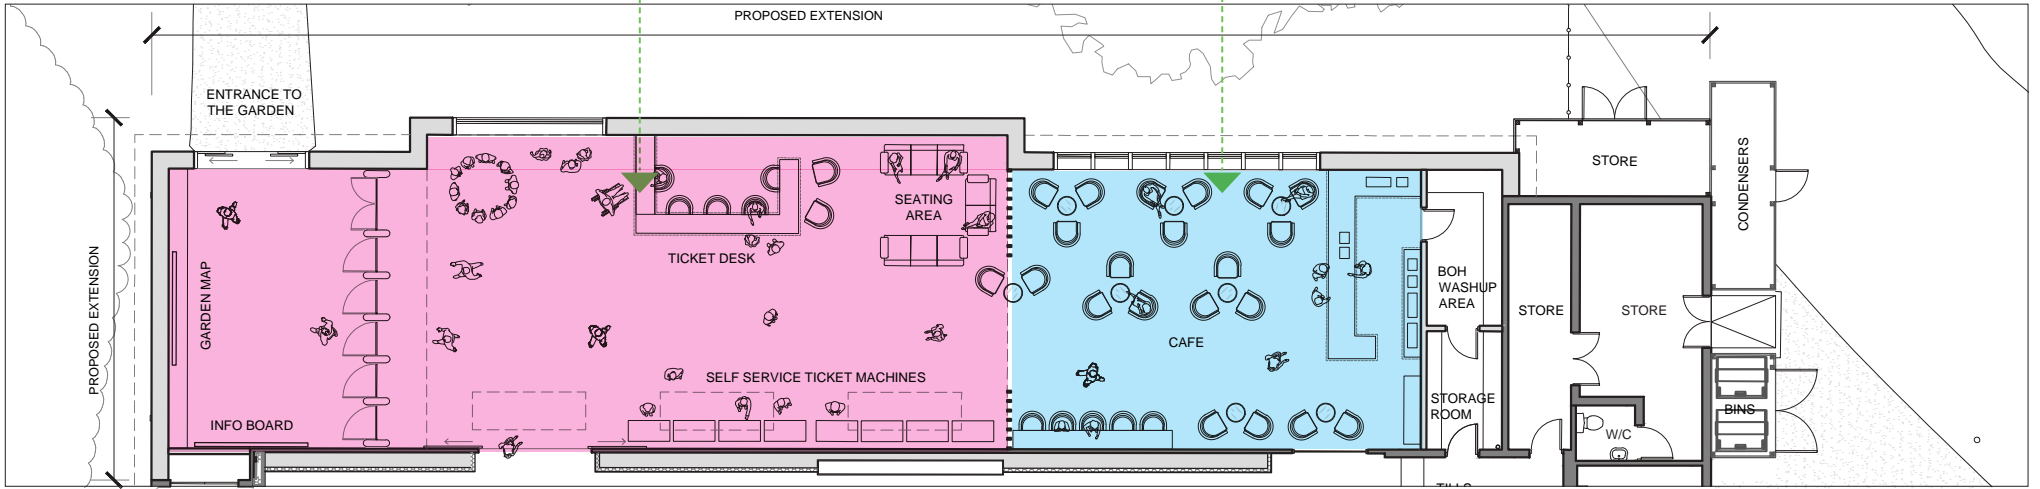 PROPOSED EXTENSION
ENTRANCE TO
THE GARDEN
STORE
CONDENSERS
SEATING
AREA
TICKET DESK
GARDEN MAP
PROPOSED EXTENSION
BOH
WASHUP
AREA
STORE
STORE
CAFE
SELF SERVICE TICKET MACHINES
INFO BOARD
STORAGE
ROOM
BINS
W/C